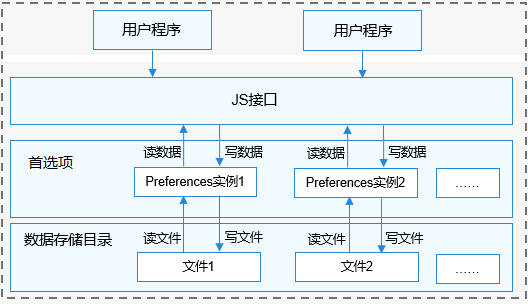 用户程序
用户程序
JS接口
读数据
写数据
读数据
写数据
首选项
Preferences实例1
Preferences实例2
……
读文件
写文件
读文件
写文件
数据存储目录
文件1
文件2
……